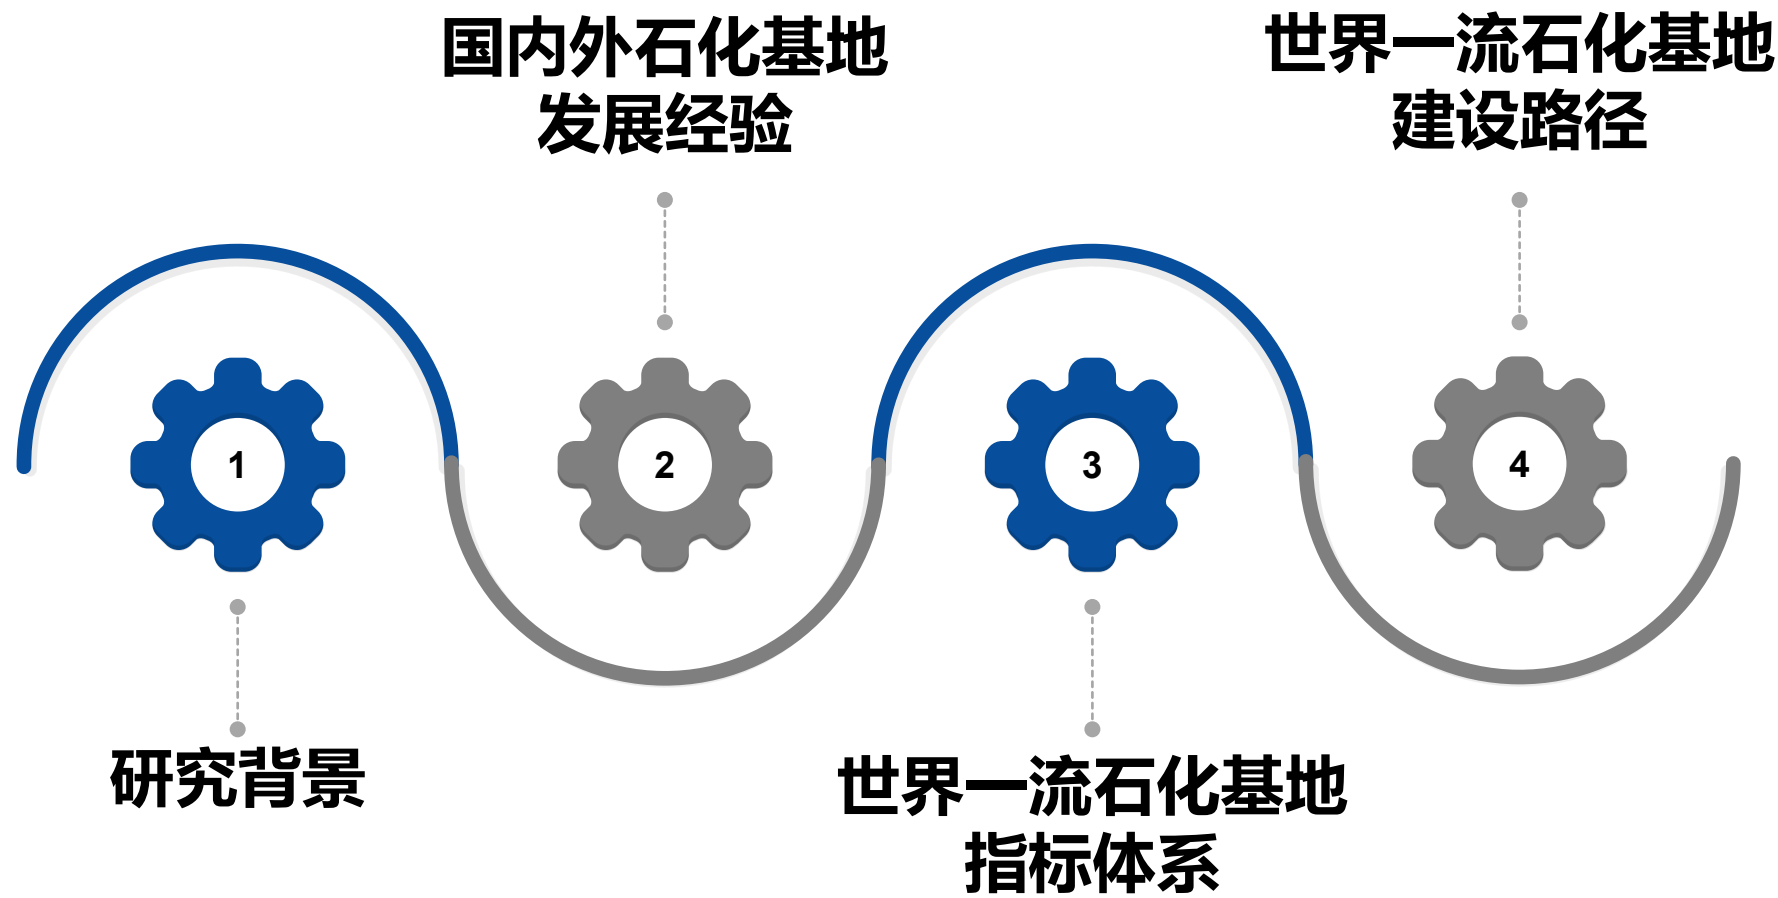 1
研究背景
国内外石化基地
发展经验
2
3
世界一流石化基地
指标体系
世界一流石化基地
建设路径
4